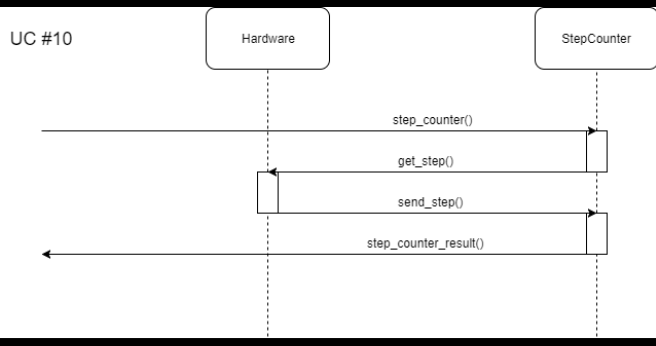 UC #10
Hardware
StepCounter
step_counter()
get_step()
send_step()
step_counter_result()